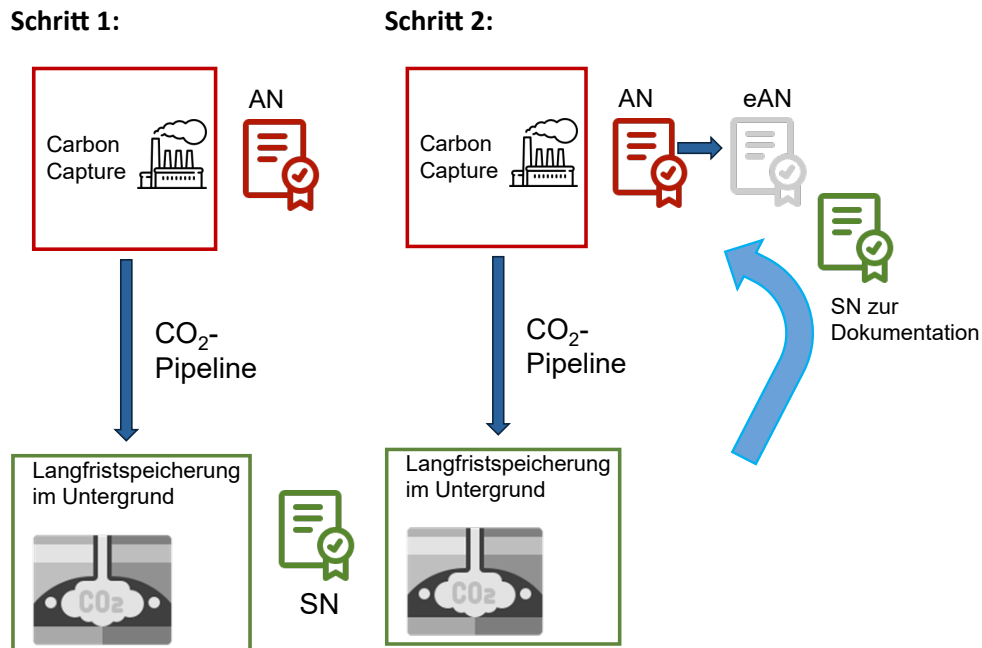 Schritt 1:
AN
Carbon
Capture
CO₂-
Pipeline
Langfristspeicherung
im Untergrund
CO₂
SN
Schritt 2:
AN
eAN
Carbon
Capture
SN zur
Dokumentation
CO₂-
Pipeline
Langfristspeicherung
im Untergrund
CO₂